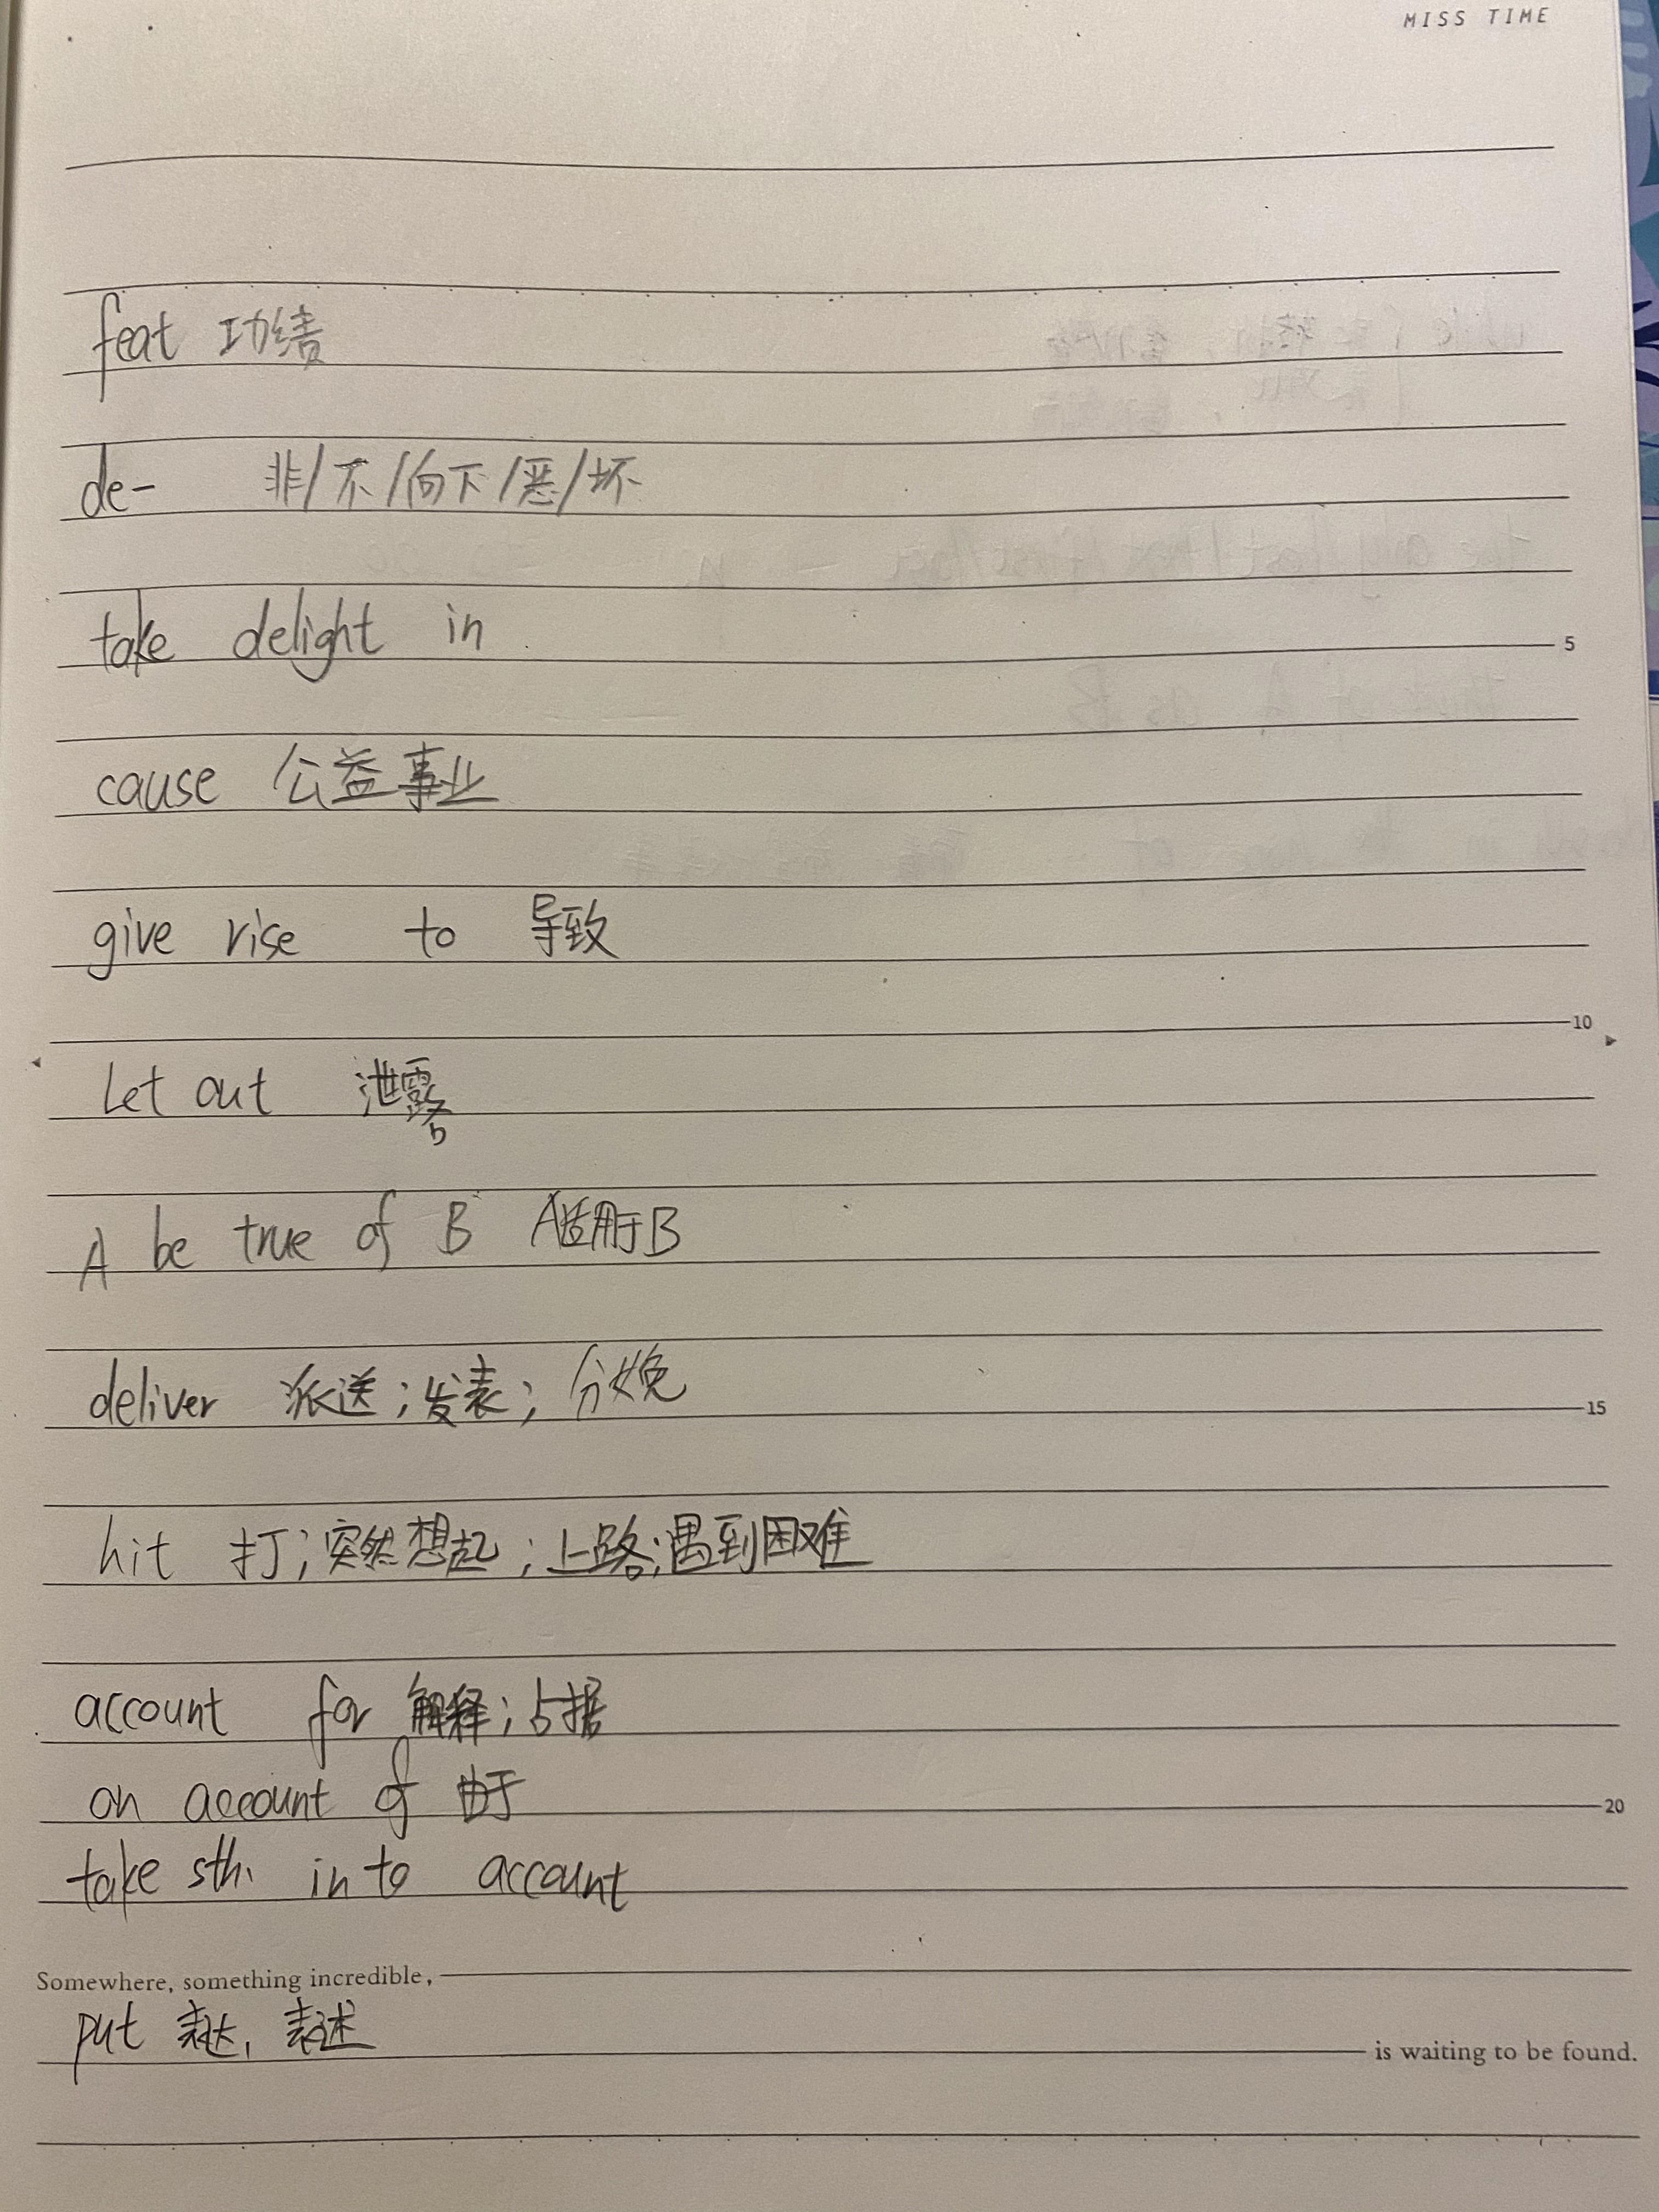 MISS TIME
feat 功绩
de- 非/不/向下/恶/坏
take delight in
5
cause 公益事业
give rise to 导致
let out 泄露
10
A be true of B A适用于B
deliver 派送；发表；分娩
15
hit 打；突然想起；上路；遇到困难
account for 解释；占据
on account of 由于
20
take sth into account
Somewhere, something incredible,
put 表达，表述
is waiting to be found.